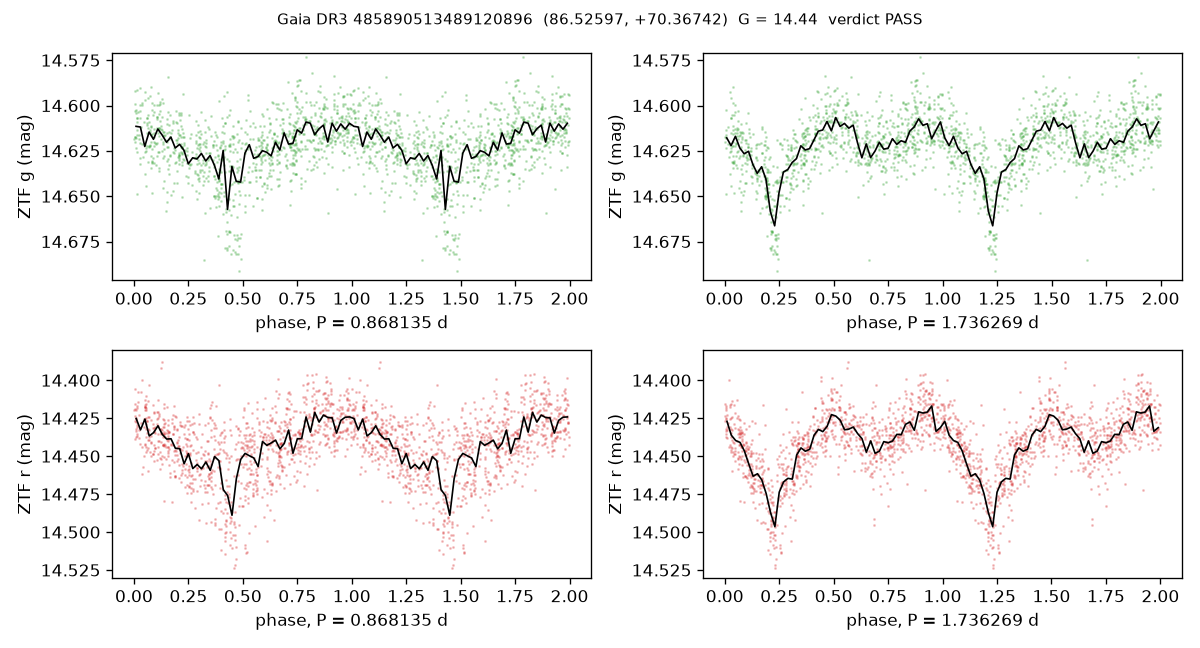 Gaia DR3 485890513489120896  (86.52597, +70.36742)  G = 14.44  verdict PASS
ZTF g (mag)
14.575
14.600
14.625
14.650
14.675
0.00 0.25 0.50 0.75 1.00 1.25 1.50 1.75 2.00
phase, P = 0.868135 d
ZTF g (mag)
14.575
14.600
14.625
14.650
14.675
0.00 0.25 0.50 0.75 1.00 1.25 1.50 1.75 2.00
phase, P = 1.736269 d
ZTF r (mag)
14.400
14.425
14.450
14.475
14.500
14.525
0.00 0.25 0.50 0.75 1.00 1.25 1.50 1.75 2.00
phase, P = 0.868135 d
ZTF r (mag)
14.400
14.425
14.450
14.475
14.500
14.525
0.00 0.25 0.50 0.75 1.00 1.25 1.50 1.75 2.00
phase, P = 1.736269 d